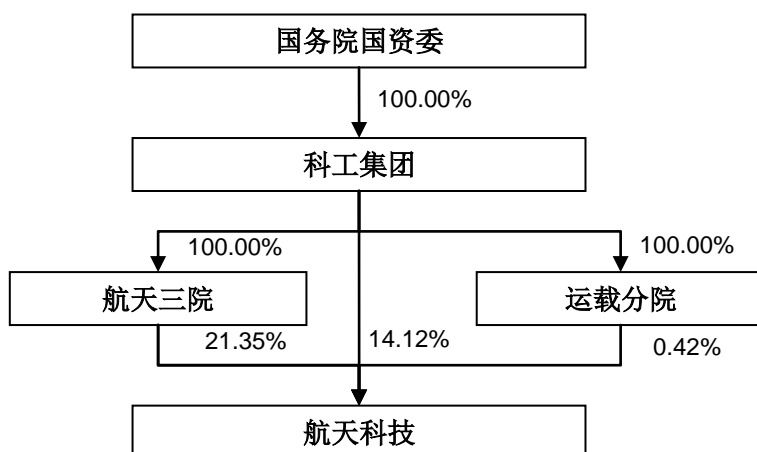 国务院国资委
100.00%
科工集团
100.00%
100.00%
航天三院
运载分院
21.35%
14.12%
0.42%
航天科技